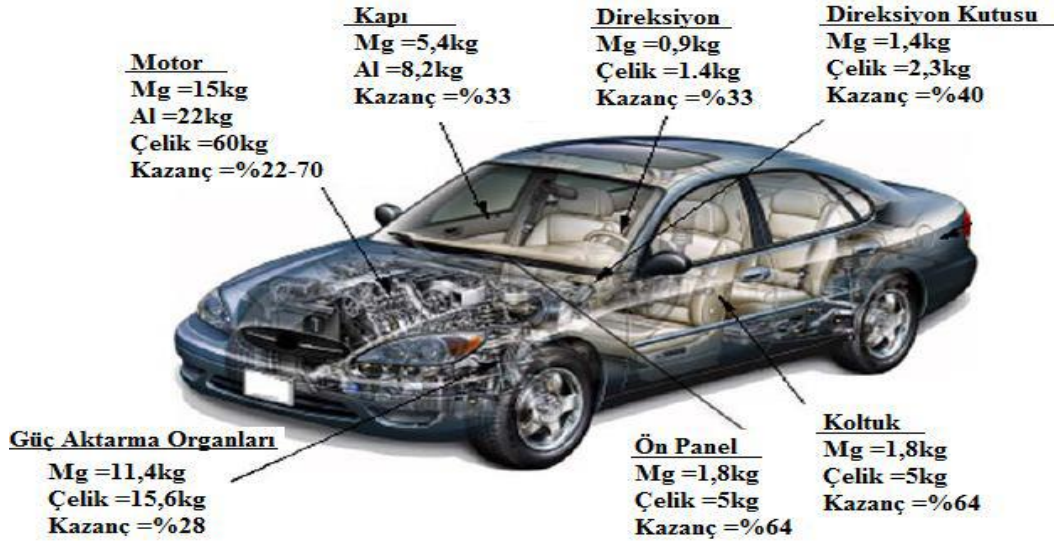 Kapı
Mg =5,4kg
Al =8,2kg
Kazanç =%33
Direksiyon
Mg =0,9kg
Çelik =1.4kg
Kazanç =%33
Direksiyon Kutusu
Mg =1,4kg
Çelik =2,3kg
Kazanç =%40
Motor
Mg =15kg
Al =22kg
Çelik =60kg
Kazanç =%22-70
Güç Aktarma Organları
Mg =11,4kg
Çelik =15,6kg
Kazanç =%28
Ön Panel
Mg =1,8kg
Çelik =5kg
Kazanç =%64
Koltuk
Mg =1,8kg
Çelik =5kg
Kazanç =%64